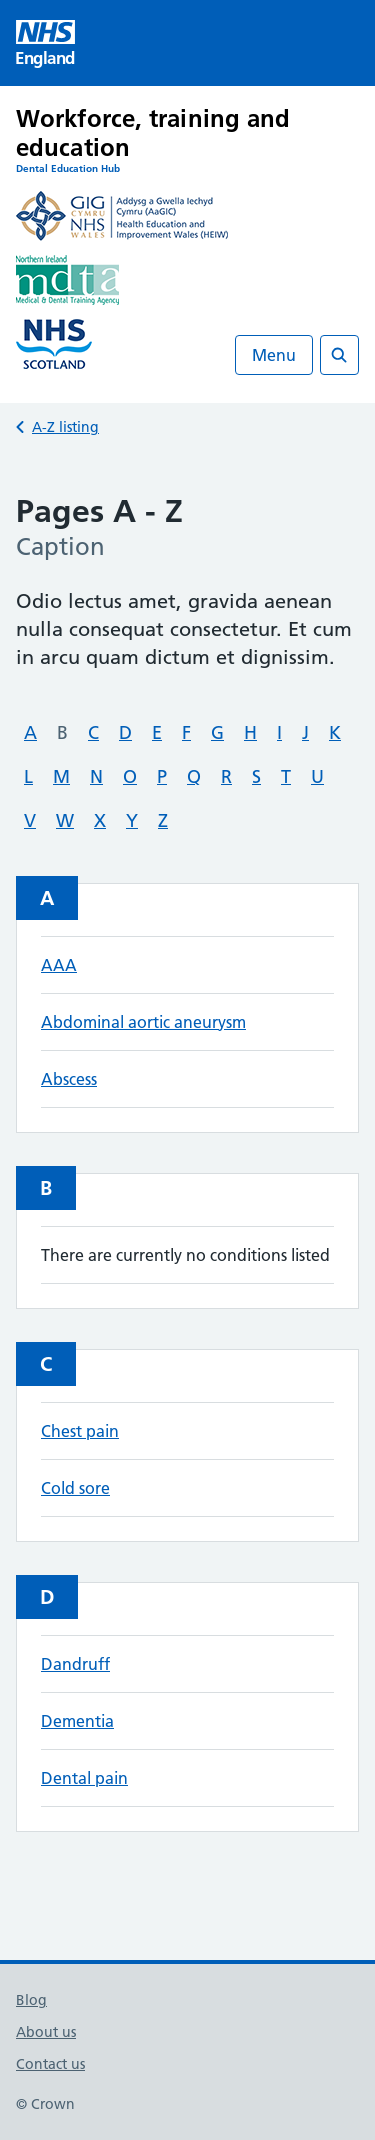 NHS
England
Workforce, training and
education
Dental Education Hub
GIG
CYMRU
NHS
WALES
Addysg a Gwella Iechyd
Cymru (AaGIC)
Health Education and
Improvement Wales (HEIW)
Northern Ireland
mdta
Medical & Dental Training Agency
NHS
SCOTLAND
Menu
A-Z listing
Pages A - Z
Caption
Odio lectus amet, gravida aenean
nulla consequat consectetur. Et cum
in arcu quam dictum et dignissim.
A B C D E F G H I J K
L M N O P Q R S T U
V W X Y Z
A
AAA
Abdominal aortic aneurysm
Abscess
B
There are currently no conditions listed
C
Chest pain
Cold sore
D
Dandruff
Dementia
Dental pain
Blog
About us
Contact us
© Crown